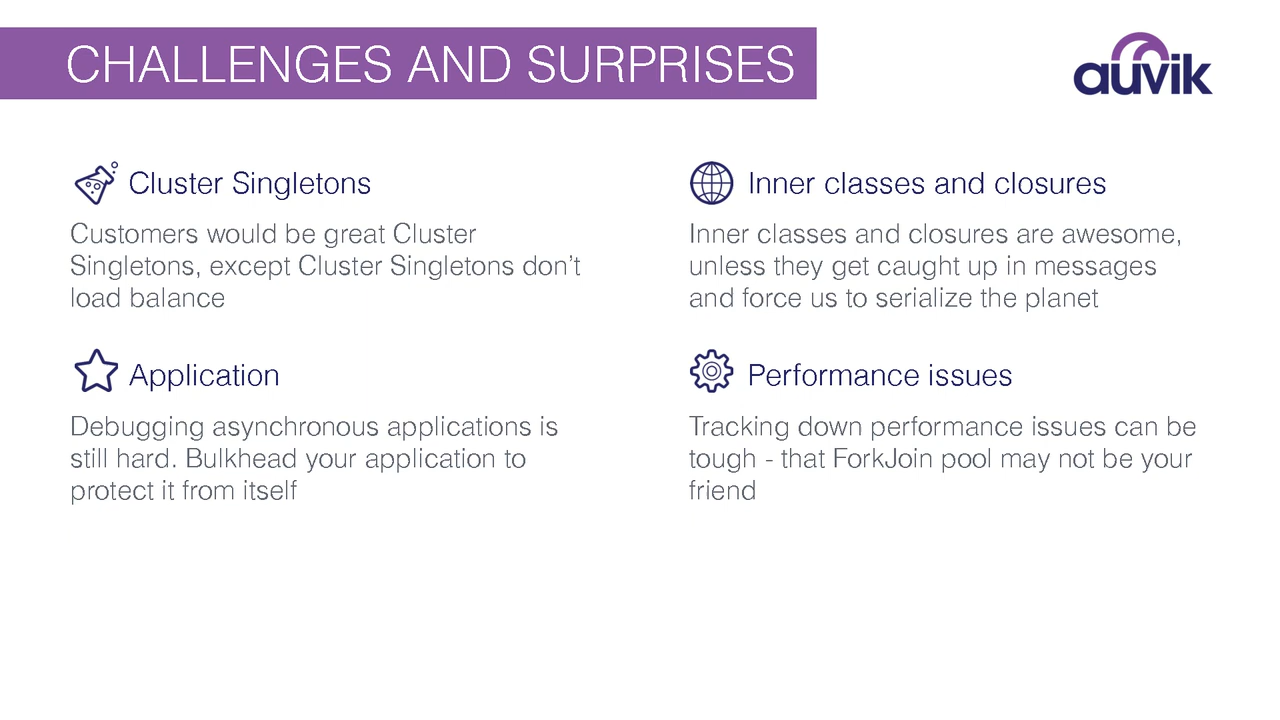 CHALLENGES AND SURPRISES
auvik
Cluster Singletons
Customers would be great Cluster
Singletons, except Cluster Singletons don’t
load balance
Inner classes and closures
Inner classes and closures are awesome,
unless they get caught up in messages
and force us to serialize the planet
Application
Debugging asynchronous applications is
still hard. Bulkhead your application to
protect it from itself
Performance issues
Tracking down performance issues can be
tough - that ForkJoin pool may not be your
friend